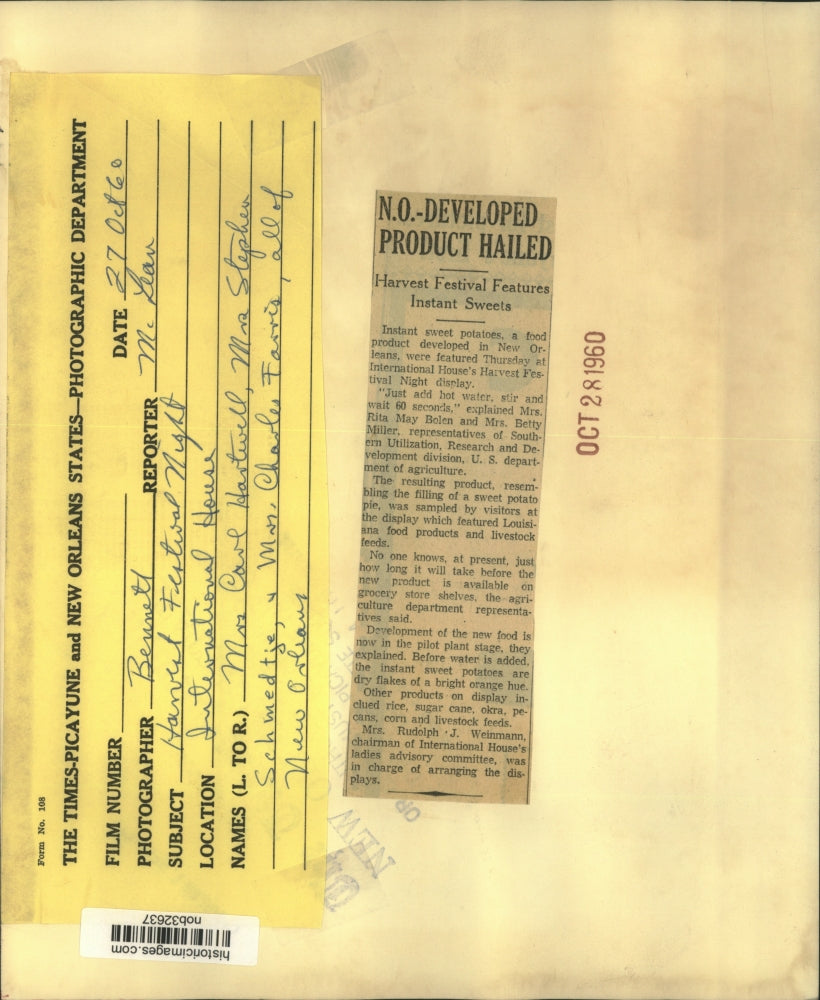 Form No. 108
THE TIMES-PICAYUNE and NEW ORLEANS STATES—PHOTOGRAPHIC DEPARTMENT
FILM NUMBER DATE 27 Oct 60
PHOTOGRAPHER Bennett REPORTER Mc Lean
SUBJECT Harvest Festival Night
LOCATION International House
NAMES (L. TO R.) Mrs Carl Hartwell, Mrs Stephen
Schmedtje, & Mrs. Charles Farris, all of
New Orleans
historicimages.com
nob32637
N.O.-DEVELOPED
PRODUCT HAILED
Harvest Festival Features
Instant Sweets
Instant sweet potatoes, a food
product developed in New Or-
leans, were featured Thursday at
International House's Harvest Fes-
tival Night display.
"Just add hot water, stir and
wait 60 seconds," explained Mrs.
Rita May Bolen and Mrs. Betty
Miller, representatives of South-
ern Utilization, Research and De-
velopment division, U. S. depart-
ment of agriculture.
The resulting product, resem-
bling the filling of a sweet potato
pie, was sampled by visitors at
the display which featured Louisi-
ana food products and livestock
feeds.
No one knows, at present, just
how long it will take before the
new product is available on
grocery store shelves, the agri-
culture department representa-
tives said.
Development of the new food is
now in the pilot plant stage, they
explained. Before water is added,
the instant sweet potatoes are
dry flakes of a bright orange hue.
Other products on display in-
clued rice, sugar cane, okra, pe-
cans, corn and livestock feeds.
Mrs. Rudolph J. Weinmann,
chairman of International House's
ladies advisory committee, was
in charge of arranging the dis-
plays.
OCT 28 1960
NEW